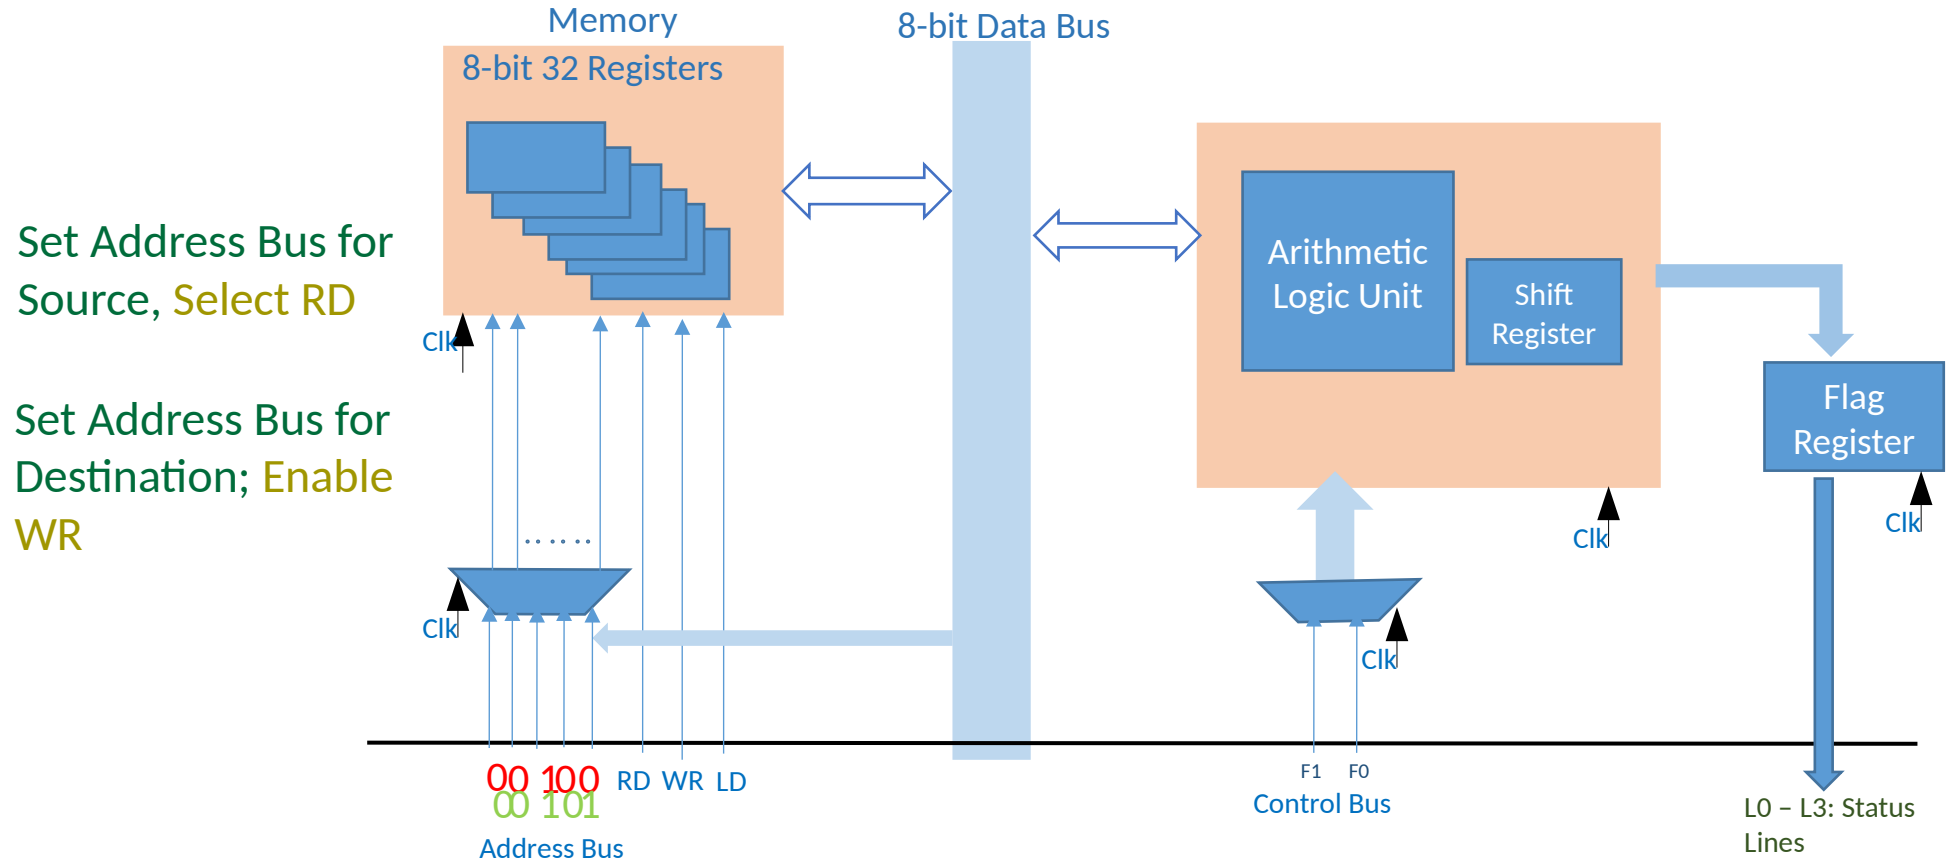 Memory
8-bit Data Bus
8-bit 32 Registers
Set Address Bus for
Source, Select RD
Arithmetic
Logic Unit
Shift
Register
Clk
Flag
Register
Set Address Bus for
Destination; Enable
WR
Clk
Clk
Clk
Clk
00 100
00 101
RD WR LD
Address Bus
F1 F0
Control Bus
L0 – L3: Status
Lines